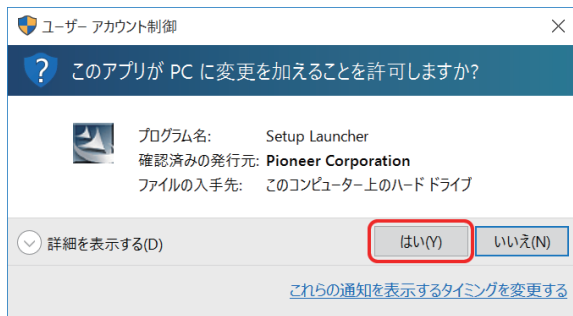 ユーザー アカウント制御
このアプリが PC に変更を加えることを許可しますか?
プログラム名: Setup Launcher
確認済みの発行元: Pioneer Corporation
ファイルの入手先: このコンピューター上のハード ドライブ
詳細を表示する(D) はい(Y) いいえ(N)
これらの通知を表示するタイミングを変更する